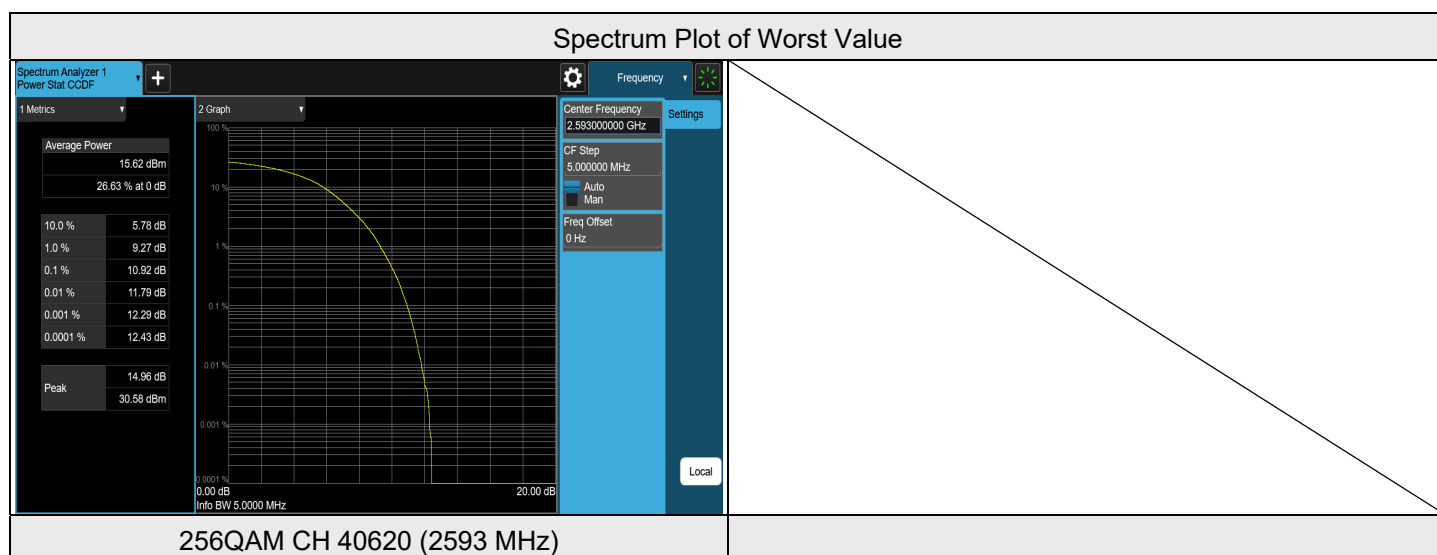 Spectrum Plot of Worst Value
Spectrum Analyzer 1
Power Stat CCDF
+
Frequency
1 Metrics
Average Power
15.62 dBm
26.63 % at 0 dB
10.0 % 5.78 dB
1.0 % 9.27 dB
0.1 % 10.92 dB
0.01 % 11.79 dB
0.001 % 12.29 dB
0.0001 % 12.43 dB
Peak
14.96 dB
30.58 dBm
2 Graph
100 %
10 %
1 %
0.1 %
0.01 %
0.001 %
0.0001 %
0.00 dB 20.00 dB
Info BW 5.0000 MHz
Center Frequency
2.593000000 GHz
CF Step
5.000000 MHz
Auto
Man
Freq Offset
0 Hz
Settings
Local
256QAM CH 40620 (2593 MHz)